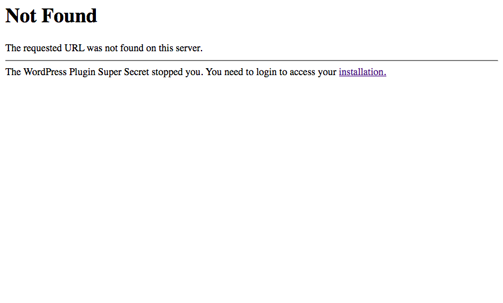 Not Found
The requested URL was not found on this server.
The WordPress Plugin Super Secret stopped you. You need to login to access your installation.